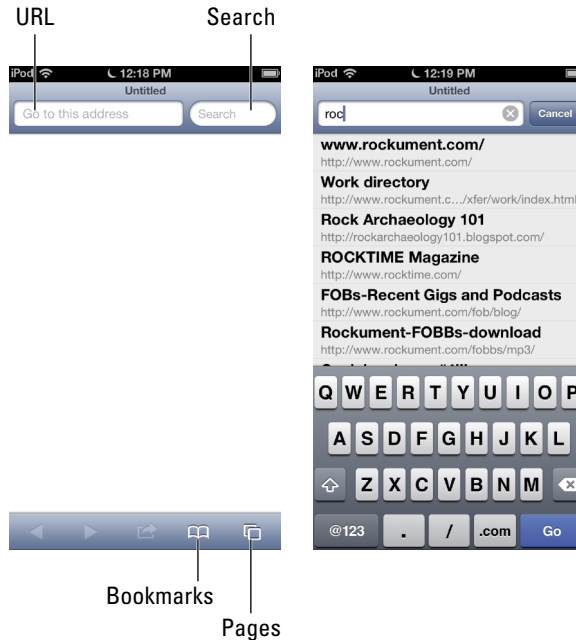 URL
Search
iPod 12:18 PM
Untitled
Go to this address
Search
Bookmarks
Pages
iPod 12:19 PM
Untitled
roc
Cancel
www.rockument.com/
http://www.rockument.com/
Work directory
http://www.rockument.c.../xfer/work/index.html
Rock Archaeology 101
http://rockarchaeology101.blogspot.com/
ROCKTIME Magazine
http://www.rocktime.com/
FOBs-Recent Gigs and Podcasts
http://www.rockument.com/fob/blog/
Rockument-FOBBs-download
http://www.rockument.com/fobbs/mp3/
Q W E R T Y U I O P
A S D F G H J K L
Z X C V B N M
@123 . / .com Go